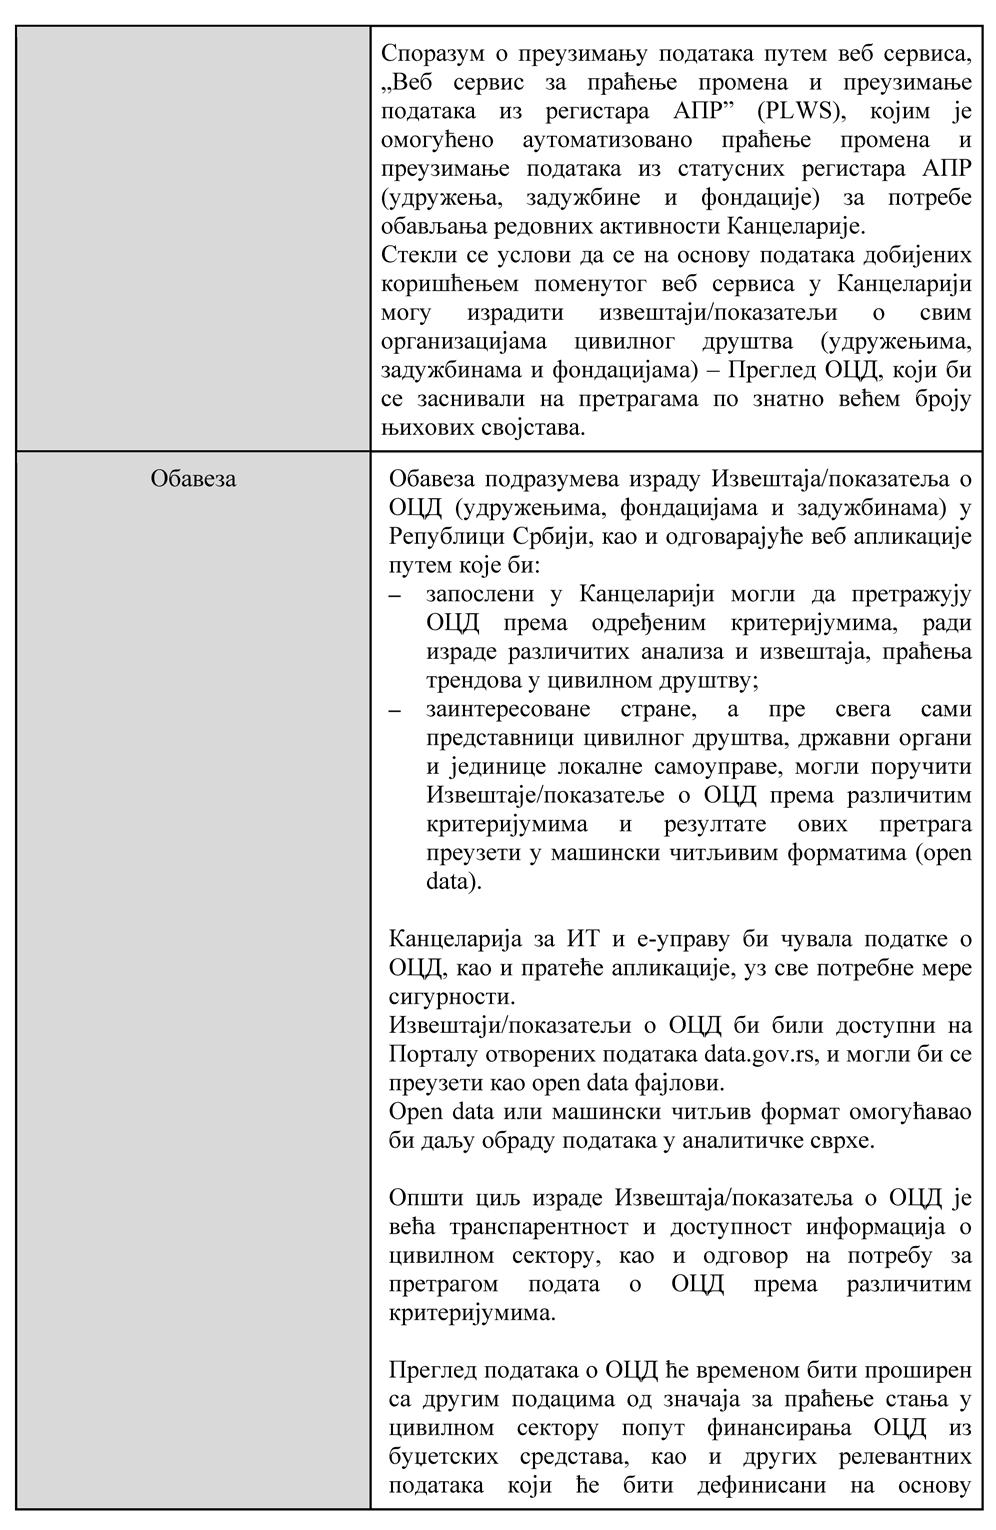 Споразум о преузимању података путем веб сервиса,
„Веб сервис за праћење промена и преузимање
података из регистара АПР” (PLWS), којим је
омогућено аутоматизовано праћење промена и
преузимање података из статусних регистара АПР
(удружења, задужбине и фондације) за потребе
обављања редовних активности Канцеларије.
Стекли се услови да се на основу података добијених
коришћењем поменутог веб сервиса у Канцеларији
могу израдити извештаји/показатељи о свим
организацијама цивилног друштва (удружењима,
задужбинама и фондацијама) – Преглед ОЦД, који би
се заснивали на претрагама по знатно већем броју
њихових својстава.
Обавеза
Обавеза подразумева израду Извештаја/показатеља о
ОЦД (удружењима, фондацијама и задужбинама) у
Републици Србији, као и одговарајуће веб апликације
путем које би:
– запослени у Канцеларији могли да претражују
ОЦД према одређеним критеријумима, ради
израде различитих анализа и извештаја, праћења
трендова у цивилном друштву;
– заинтересоване стране, а пре свега сами
представници цивилног друштва, државни органи
и јединице локалне самоуправе, могли поручити
Извештаје/показатеље о ОЦД према различитим
критеријумима и резултате ових претрага
преузети у машински читљивим форматима (open
data).
Канцеларија за ИТ и е-управу би чувала податке о
ОЦД, као и пратеће апликације, уз све потребне мере
сигурности.
Извештаји/показатељи о ОЦД би били доступни на
Порталу отворених података data.gov.rs, и могли би се
преузети као open data фајлови.
Open data или машински читљив формат омогућавао
би даљу обраду података у аналитичке сврхе.
Општи циљ израде Извештаја/показатеља о ОЦД је
већа транспарентност и доступност информација о
цивилном сектору, као и одговор на потребу за
претрагом подата о ОЦД према различитим
критеријумима.
Преглед података о ОЦД ће временом бити проширен
са другим подацима од значаја за праћење стања у
цивилном сектору попут финансирања ОЦД из
буџетских средстава, као и других релевантних
података који ће бити дефинисани на основу